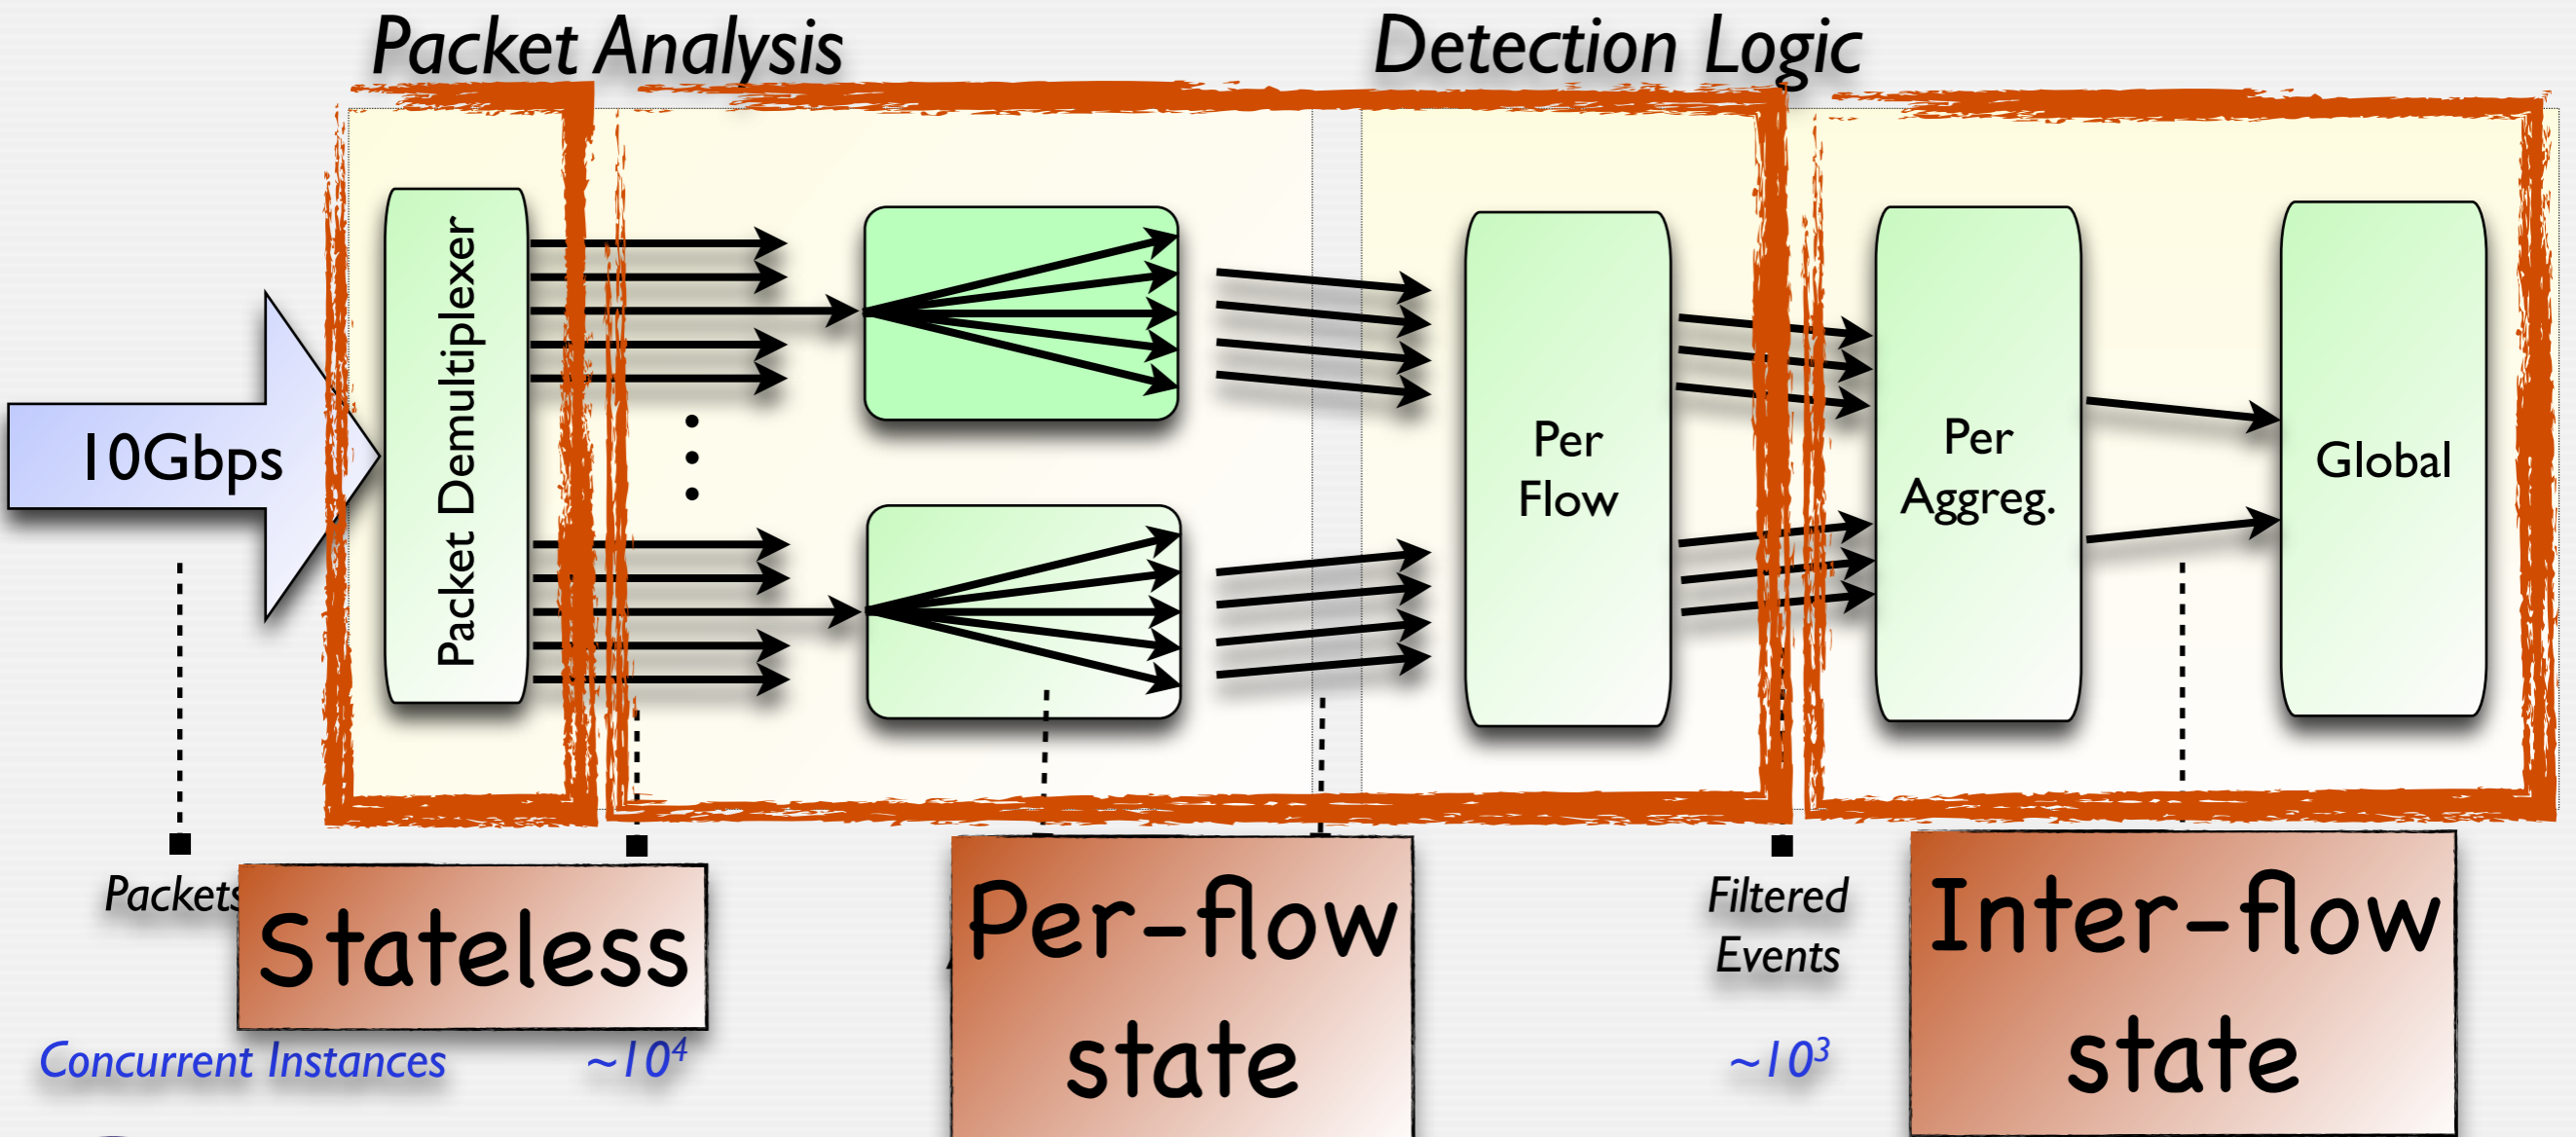 Packet Analysis
Detection Logic
10Gbps
Packet Demultiplexer
Per
Flow
Per
Aggreg.
Global
Packets
Stateless
Per-flow
state
Filtered
Events
Inter-flow
state
Concurrent Instances
~10⁴
~10³